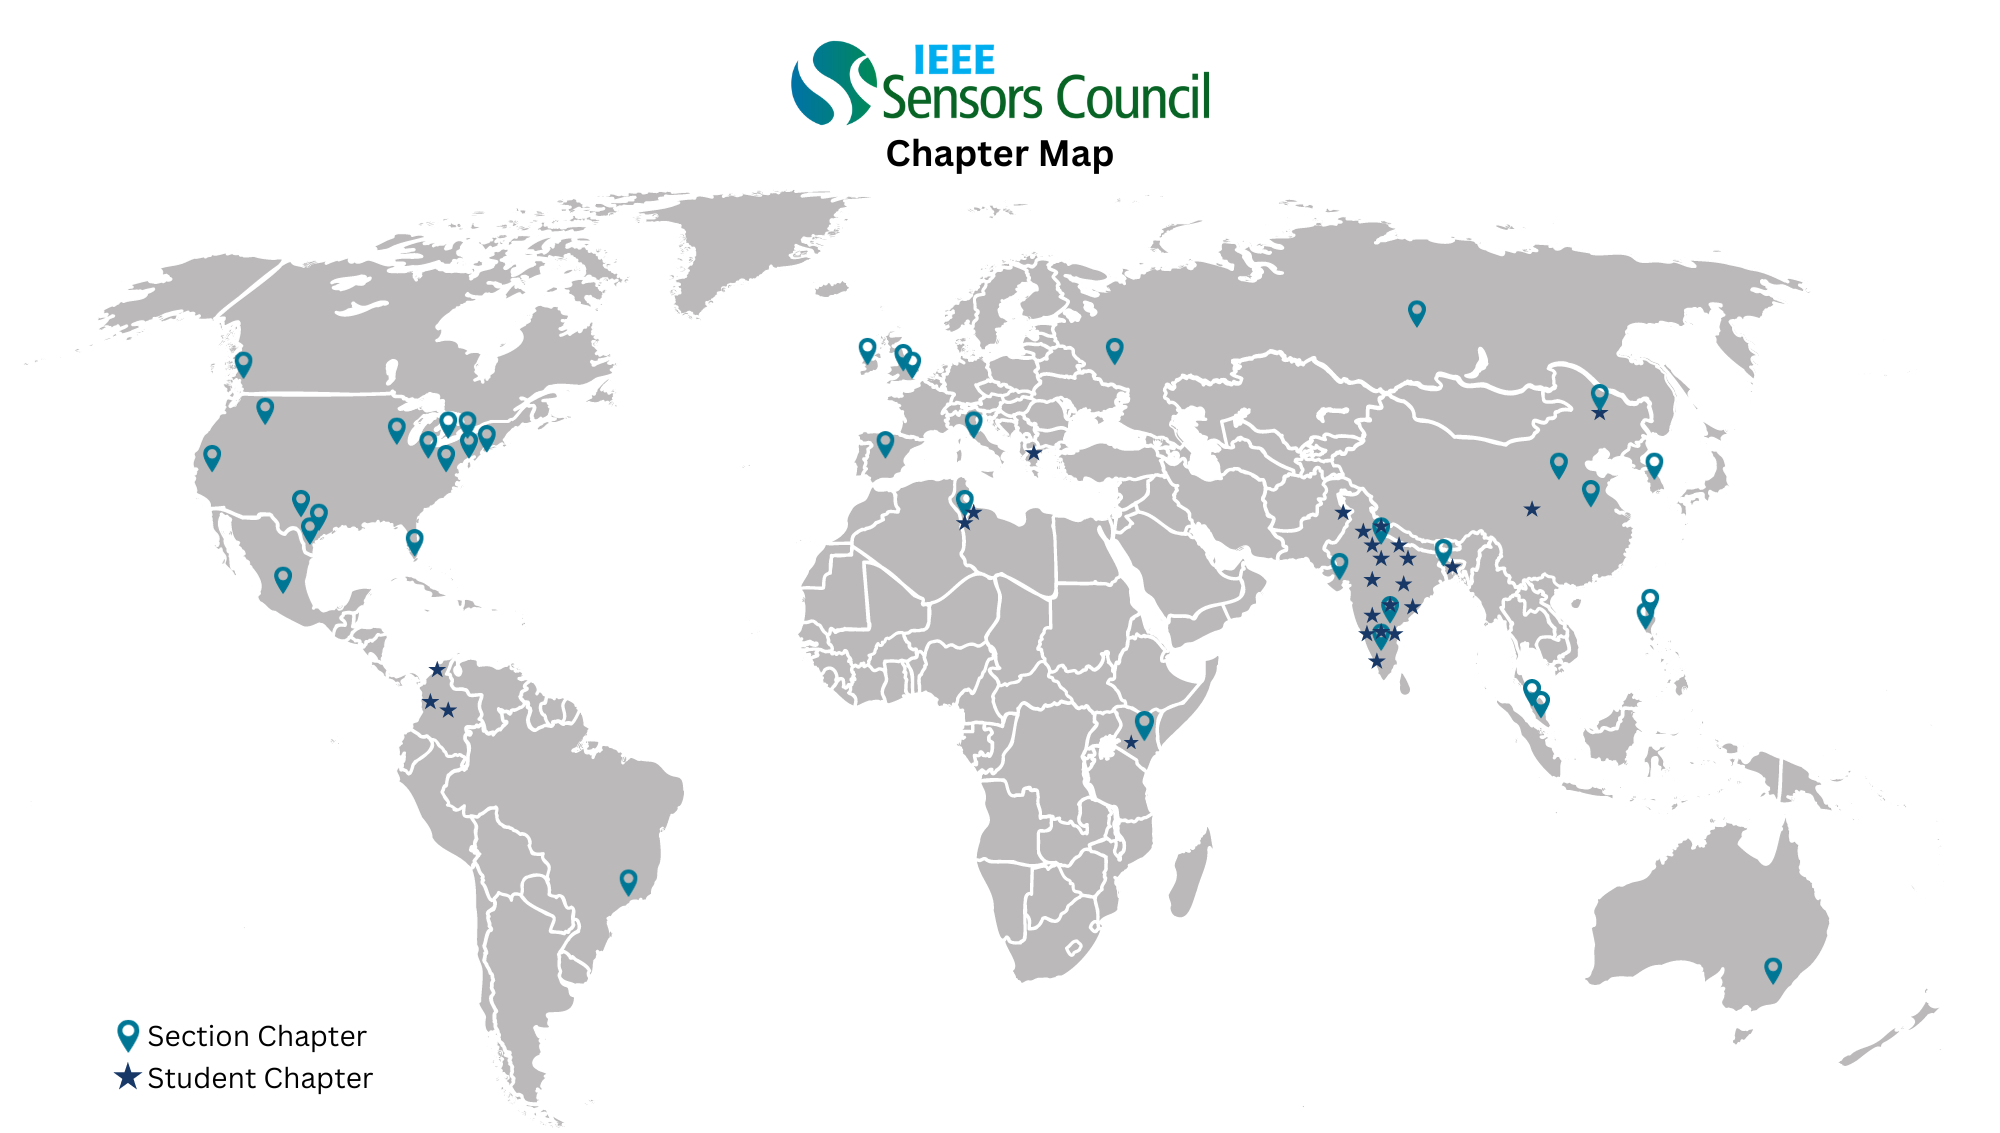 IEEE
Sensors Council
Chapter Map
Section Chapter
Student Chapter